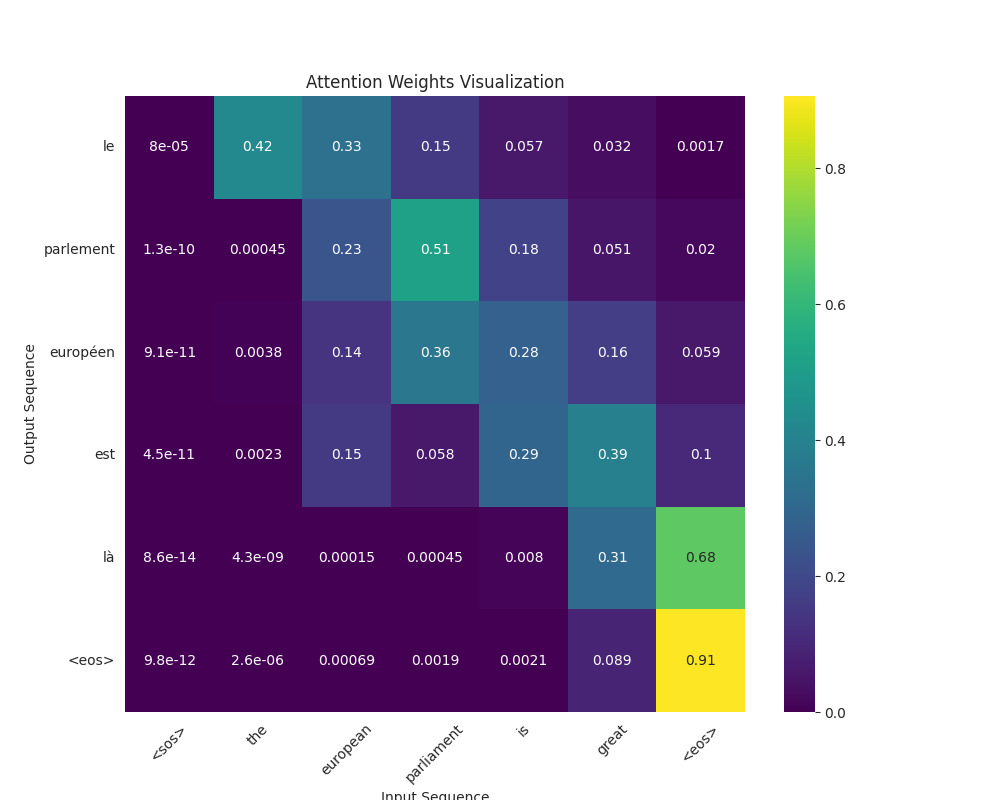 Attention Weights Visualization
Output Sequence
le 8e-05 0.42 0.33 0.15 0.057 0.032 0.0017
parlement 1.3e-10 0.00045 0.23 0.51 0.18 0.051 0.02
européen 9.1e-11 0.0038 0.14 0.36 0.28 0.16 0.059
est 4.5e-11 0.0023 0.15 0.058 0.29 0.39 0.1
là 8.6e-14 4.3e-09 0.00015 0.00045 0.008 0.31 0.68
<eos> 9.8e-12 2.6e-06 0.00069 0.0019 0.0021 0.089 0.91
<sos> the european parliament is great <eos>
Input Sequence
0.8
0.6
0.4
0.2
0.0